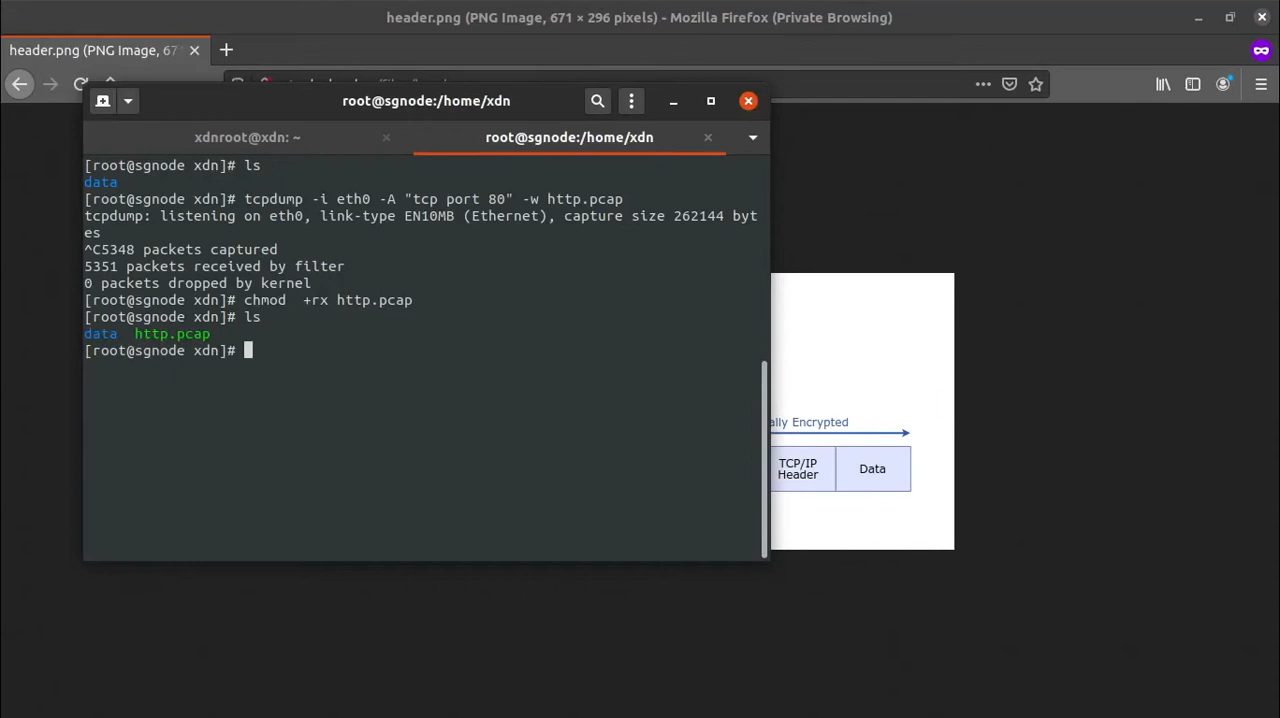 header.png (PNG Image, 671 × 296 pixels) - Mozilla Firefox (Private Browsing)
header.png (PNG Image, 67
root@sgnode:/home/xdn
xdnroot@xdn: ~
root@sgnode:/home/xdn
[root@sgnode xdn]# ls
data
[root@sgnode xdn]# tcpdump -i eth0 -A "tcp port 80" -w http.pcap
tcpdump: listening on eth0, link-type EN10MB (Ethernet), capture size 262144 byt
es
^C5348 packets captured
5351 packets received by filter
0 packets dropped by kernel
[root@sgnode xdn]# chmod  +rx http.pcap
[root@sgnode xdn]# ls
data  http.pcap
[root@sgnode xdn]#
ally Encrypted
TCP/IP
Header
Data